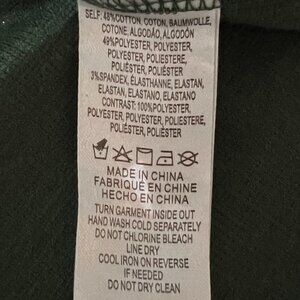 SELF: 48%COTTON, COTON, BAUMWOLLE,
COTONE, ALGODÃO, ALGODÓN
49%POLYESTER, POLYESTER,
POLYESTER, POLIESTERE,
POLIÉSTER, POLIÉSTER
3%SPANDEX, ÉLASTHANNE, ELASTAN,
ELASTAN, ELASTANO, ELASTANO
CONTRAST: 100%POLYESTER,
POLYESTER, POLYESTER, POLIESTERE,
POLIÉSTER, POLIÉSTER
MADE IN CHINA
FABRIQUÉ EN CHINE
HECHO EN CHINA
TURN GARMENT INSIDE OUT
HAND WASH COLD SEPARATELY
DO NOT CHLORINE BLEACH
LINE DRY
COOL IRON ON REVERSE
IF NEEDED
DO NOT DRY CLEAN